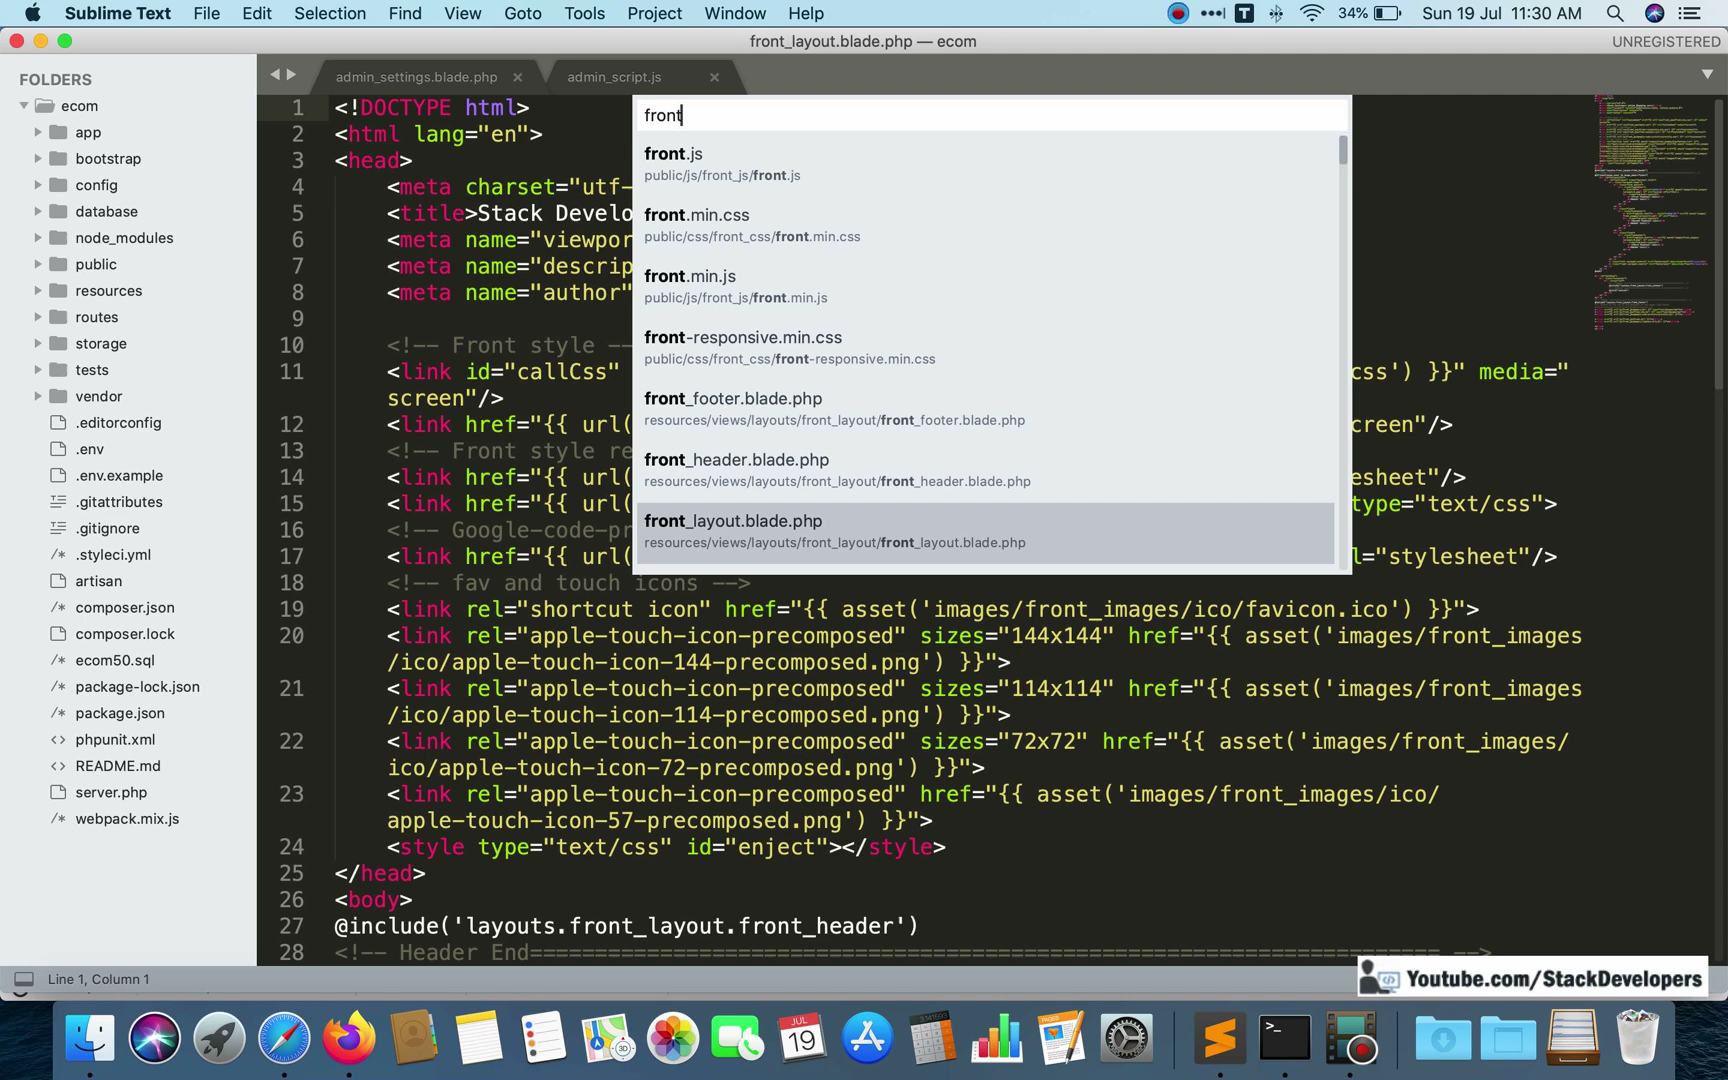 Sublime Text File Edit Selection Find View Goto Tools Project Window Help T 34% Sun 19 Jul 11:30 AM
front_layout.blade.php — ecom UNREGISTERED
FOLDERS
ecom
app
bootstrap
config
database
node_modules
public
resources
routes
storage
tests
vendor
.editorconfig
.env
.env.example
.gitattributes
.gitignore
/* .styleci.yml
artisan
/* composer.json
composer.lock
ecom50.sql
/* package-lock.json
/* package.json
<> phpunit.xml
<> README.md
server.php
/* webpack.mix.js
admin_settings.blade.php × admin_script.js ×
front
front.js
public/js/front_js/front.js
front.min.css
public/css/front_css/front.min.css
front.min.js
public/js/front_js/front.min.js
front-responsive.min.css
public/css/front_css/front-responsive.min.css
front_footer.blade.php
resources/views/layouts/front_layout/front_footer.blade.php
front_header.blade.php
resources/views/layouts/front_layout/front_header.blade.php
front_layout.blade.php
resources/views/layouts/front_layout/front_layout.blade.php
1 <!DOCTYPE html>
2 <html lang="en">
3 <head>
4 <meta charset="utf-
5 <title>Stack Develo
6 <meta name="viewpor
7 <meta name="descrip
8 <meta name="author"
9
10 <!-- Front style --
11 <link id="callCss" css') }}" media="
screen"/>
12 <link href="{{ url( creen"/>
13 <!-- Front style re
14 <link href="{{ url( esheet"/>
15 <link href="{{ url( type="text/css">
16 <!-- Google-code-pr
17 <link href="{{ url( l="stylesheet"/>
18 <!-- fav and touch icons -->
19 <link rel="shortcut icon" href="{{ asset('images/front_images/ico/favicon.ico') }}">
20 <link rel="apple-touch-icon-precomposed" sizes="144x144" href="{{ asset('images/front_images
/ico/apple-touch-icon-144-precomposed.png') }}">
21 <link rel="apple-touch-icon-precomposed" sizes="114x114" href="{{ asset('images/front_images
/ico/apple-touch-icon-114-precomposed.png') }}">
22 <link rel="apple-touch-icon-precomposed" sizes="72x72" href="{{ asset('images/front_images/
ico/apple-touch-icon-72-precomposed.png') }}">
23 <link rel="apple-touch-icon-precomposed" href="{{ asset('images/front_images/ico/
apple-touch-icon-57-precomposed.png') }}">
24 <style type="text/css" id="enject"></style>
25 </head>
26 <body>
27 @include('layouts.front_layout.front_header')
28 <!-- Header End====================================================================== -->
Line 1, Column 1
Youtube.com/StackDevelopers
JUL
19
PAGES
3D
>_